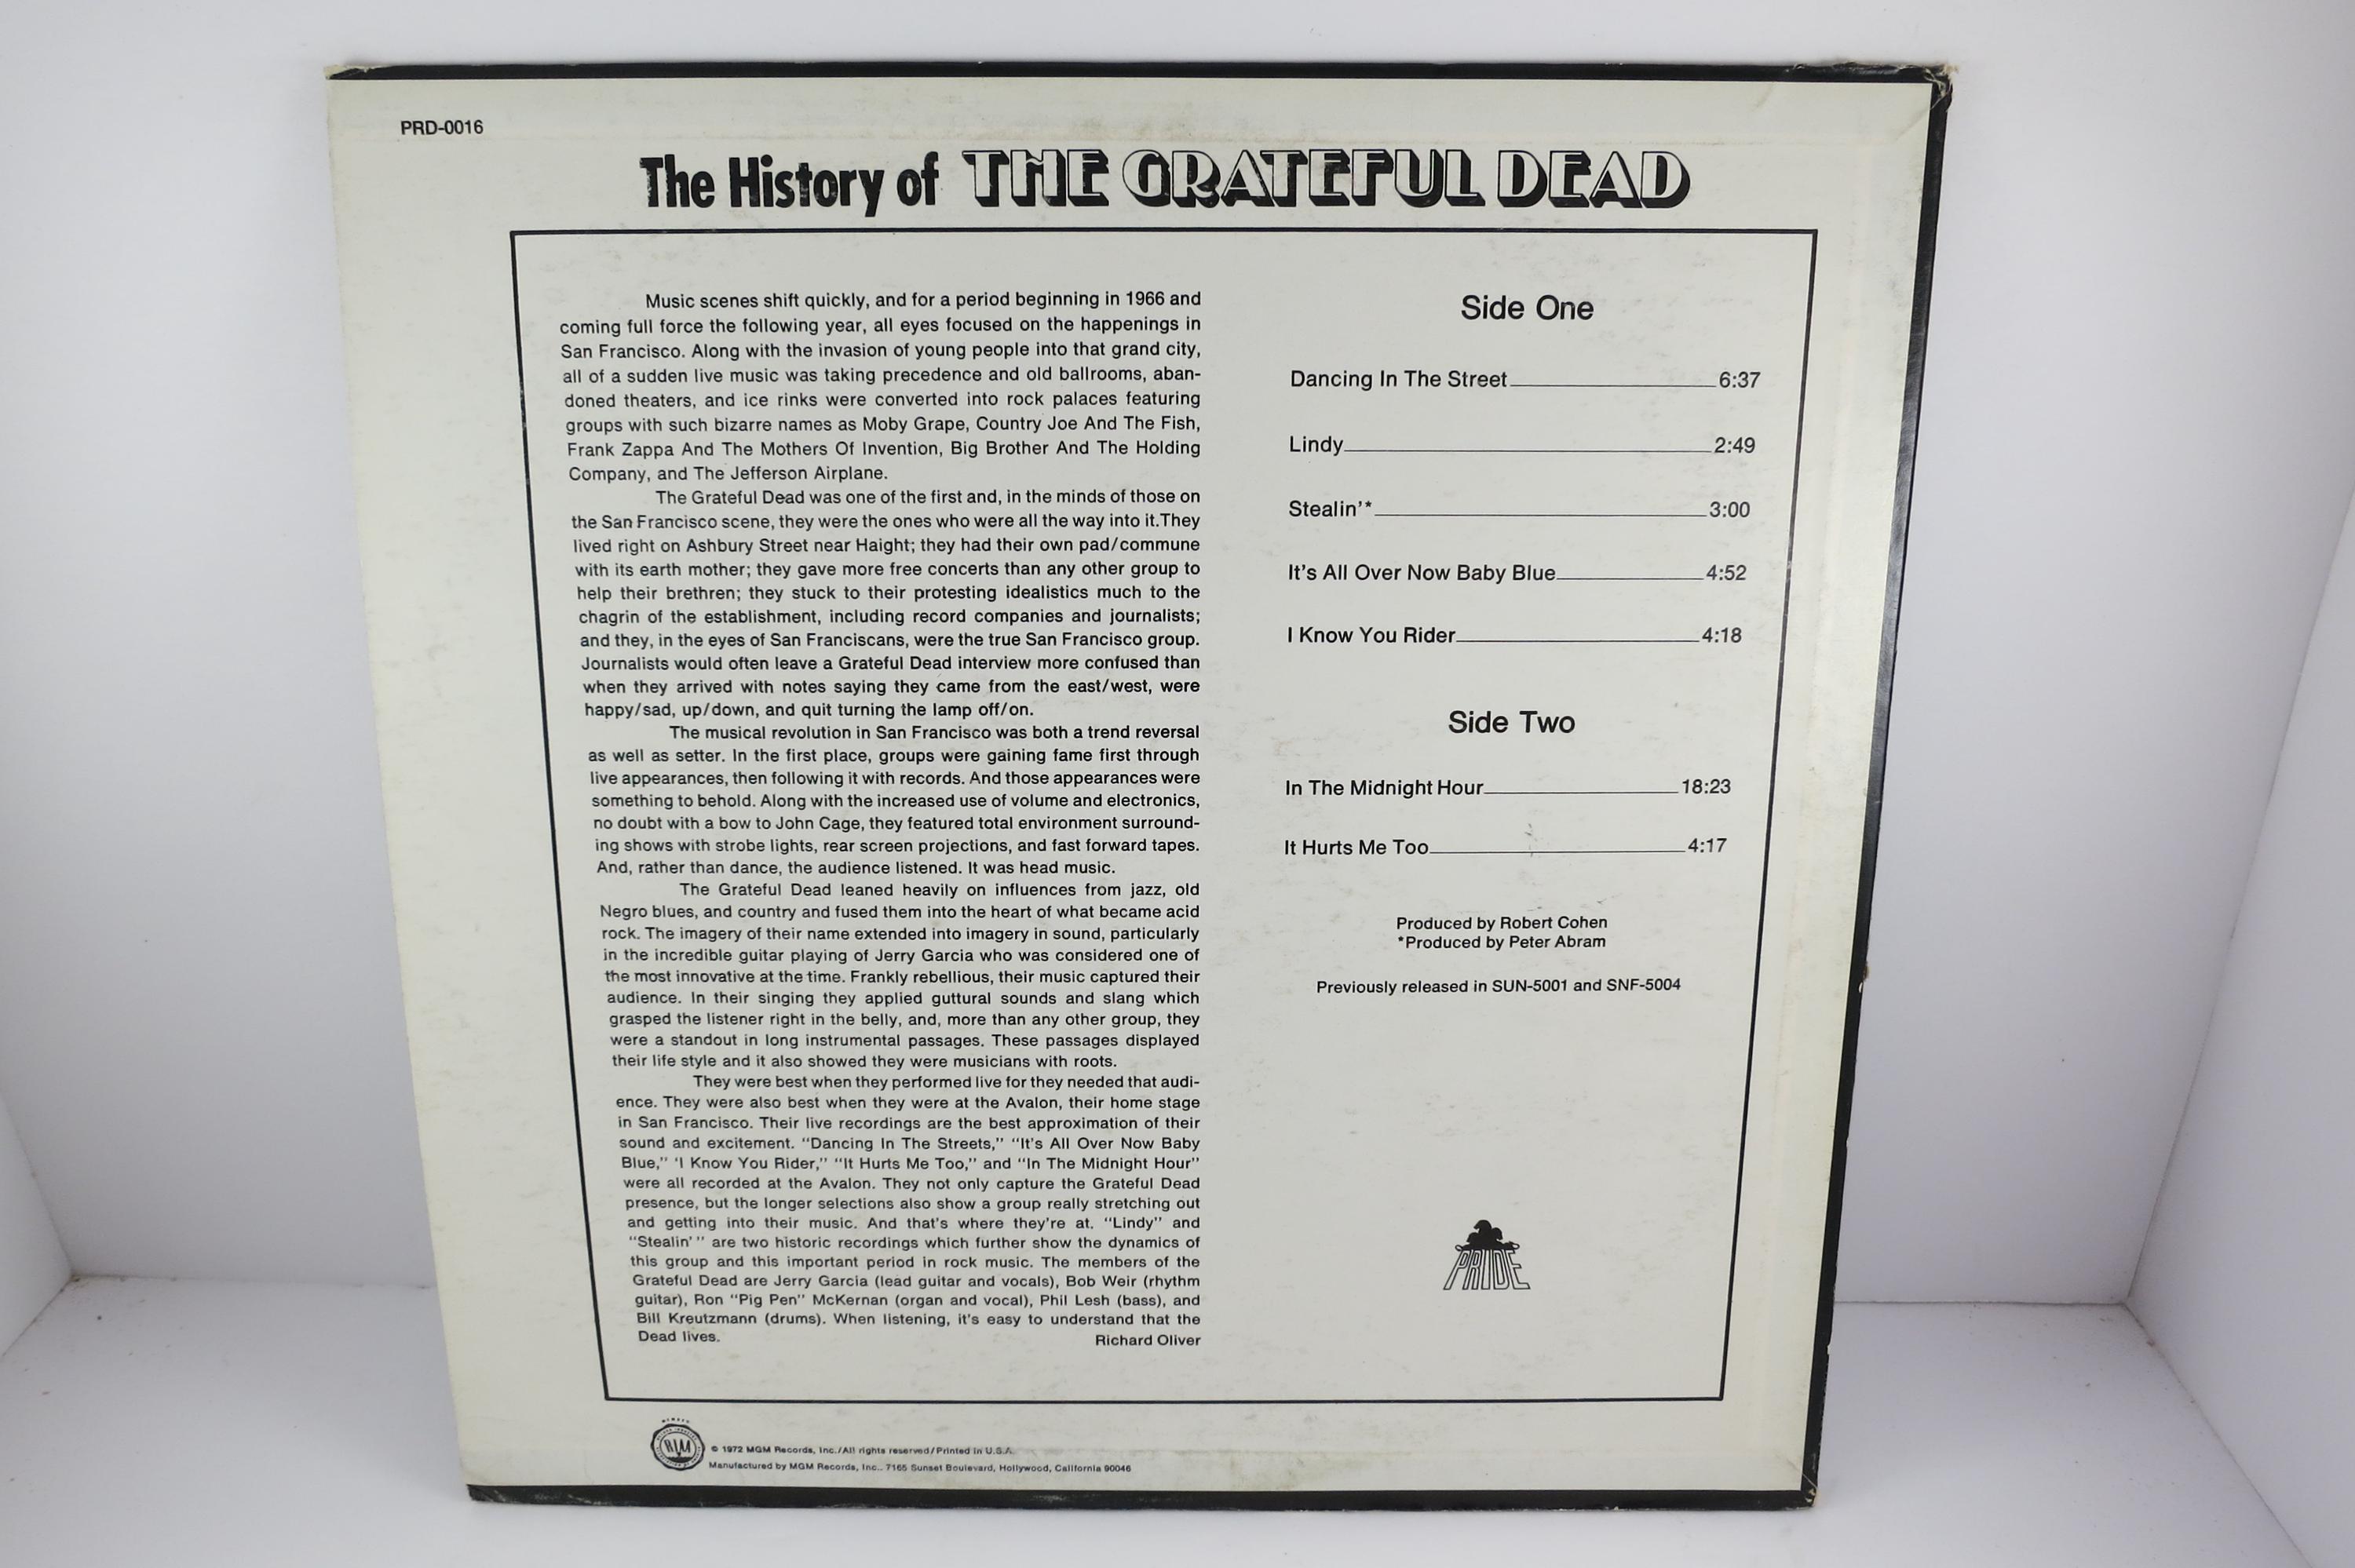 PRD-0016
The History of THE GRATEFUL DEAD
Music scenes shift quickly, and for a period beginning in 1966 and
coming full force the following year, all eyes focused on the happenings in
San Francisco. Along with the invasion of young people into that grand city,
all of a sudden live music was taking precedence and old ballrooms, aban-
doned theaters, and ice rinks were converted into rock palaces featuring
groups with such bizarre names as Moby Grape, Country Joe And The Fish,
Frank Zappa And The Mothers Of Invention, Big Brother And The Holding
Company, and The Jefferson Airplane.
The Grateful Dead was one of the first and, in the minds of those on
the San Francisco scene, they were the ones who were all the way into it.They
lived right on Ashbury Street near Haight; they had their own pad/commune
with its earth mother; they gave more free concerts than any other group to
help their brethren; they stuck to their protesting idealistics much to the
chagrin of the establishment, including record companies and journalists;
and they, in the eyes of San Franciscans, were the true San Francisco group.
Journalists would often leave a Grateful Dead interview more confused than
when they arrived with notes saying they came from the east/west, were
happy/sad, up/down, and quit turning the lamp off/on.
The musical revolution in San Francisco was both a trend reversal
as well as setter. In the first place, groups were gaining fame first through
live appearances, then following it with records. And those appearances were
something to behold. Along with the increased use of volume and electronics,
no doubt with a bow to John Cage, they featured total environment surround-
ing shows with strobe lights, rear screen projections, and fast forward tapes.
And, rather than dance, the audience listened. It was head music.
The Grateful Dead leaned heavily on influences from jazz, old
Negro blues, and country and fused them into the heart of what became acid
rock. The imagery of their name extended into imagery in sound, particularly
in the incredible guitar playing of Jerry Garcia who was considered one of
the most innovative at the time. Frankly rebellious, their music captured their
audience. In their singing they applied guttural sounds and slang which
grasped the listener right in the belly, and, more than any other group, they
were a standout in long instrumental passages. These passages displayed
their life style and it also showed they were musicians with roots.
They were best when they performed live for they needed that audi-
ence. They were also best when they were at the Avalon, their home stage
in San Francisco. Their live recordings are the best approximation of their
sound and excitement. "Dancing In The Streets," "It's All Over Now Baby
Blue," 'I Know You Rider," "It Hurts Me Too," and "In The Midnight Hour"
were all recorded at the Avalon. They not only capture the Grateful Dead
presence, but the longer selections also show a group really stretching out
and getting into their music. And that's where they're at. "Lindy" and
"Stealin'" are two historic recordings which further show the dynamics of
this group and this important period in rock music. The members of the
Grateful Dead are Jerry Garcia (lead guitar and vocals), Bob Weir (rhythm
guitar), Ron "Pig Pen" McKernan (organ and vocal), Phil Lesh (bass), and
Bill Kreutzmann (drums). When listening, it's easy to understand that the
Dead lives.
Richard Oliver
Side One
Dancing In The Street 6:37
Lindy 2:49
Stealin'* 3:00
It's All Over Now Baby Blue 4:52
I Know You Rider 4:18
Side Two
In The Midnight Hour 18:23
It Hurts Me Too 4:17
Produced by Robert Cohen
*Produced by Peter Abram
Previously released in SUN-5001 and SNF-5004
PRIDE
© 1972 MGM Records, Inc./All rights reserved/Printed in U.S.A.
Manufactured by MGM Records, Inc.. 7165 Sunset Boulevard, Hollywood, California 90046